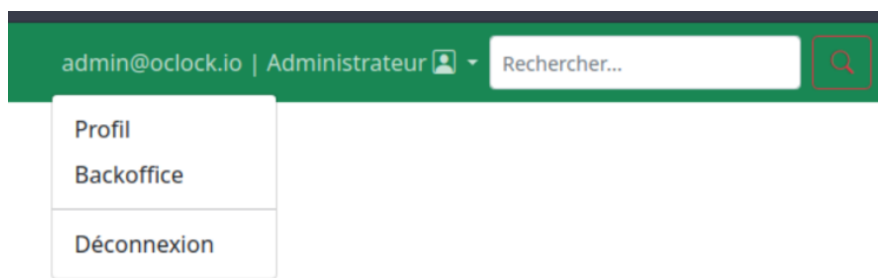 admin@oclock.io | Administrateur Rechercher...
Profil
Backoffice
Déconnexion